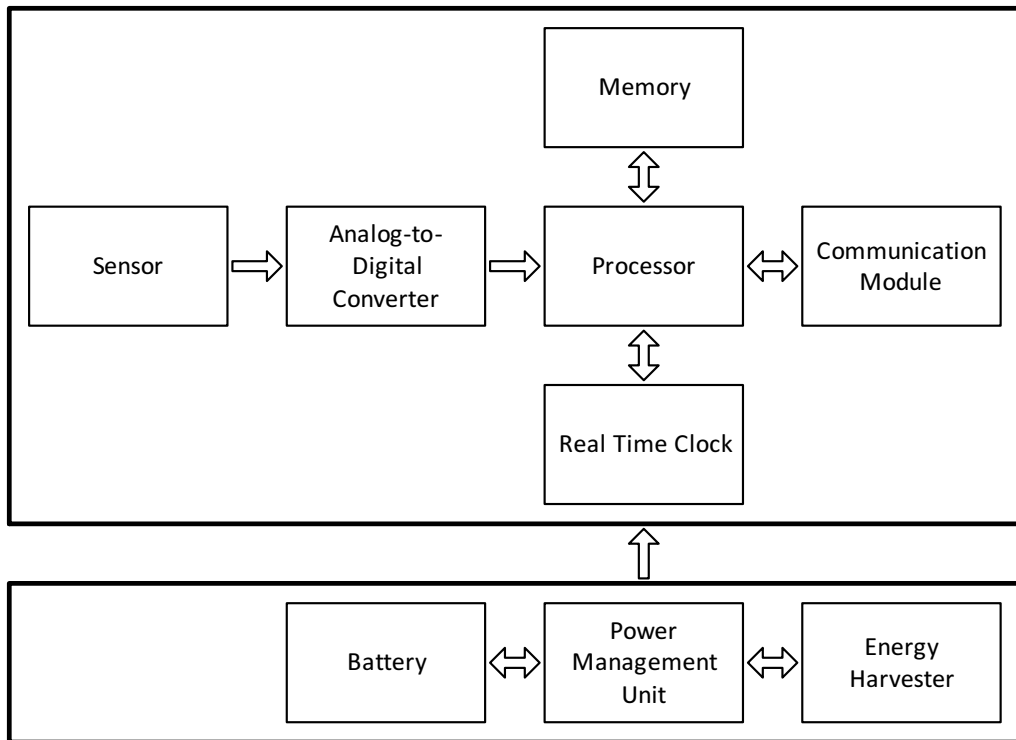 Memory
Sensor
Analog-to-
Digital
Converter
Processor
Communication
Module
Real Time Clock
Battery
Power
Management
Unit
Energy
Harvester